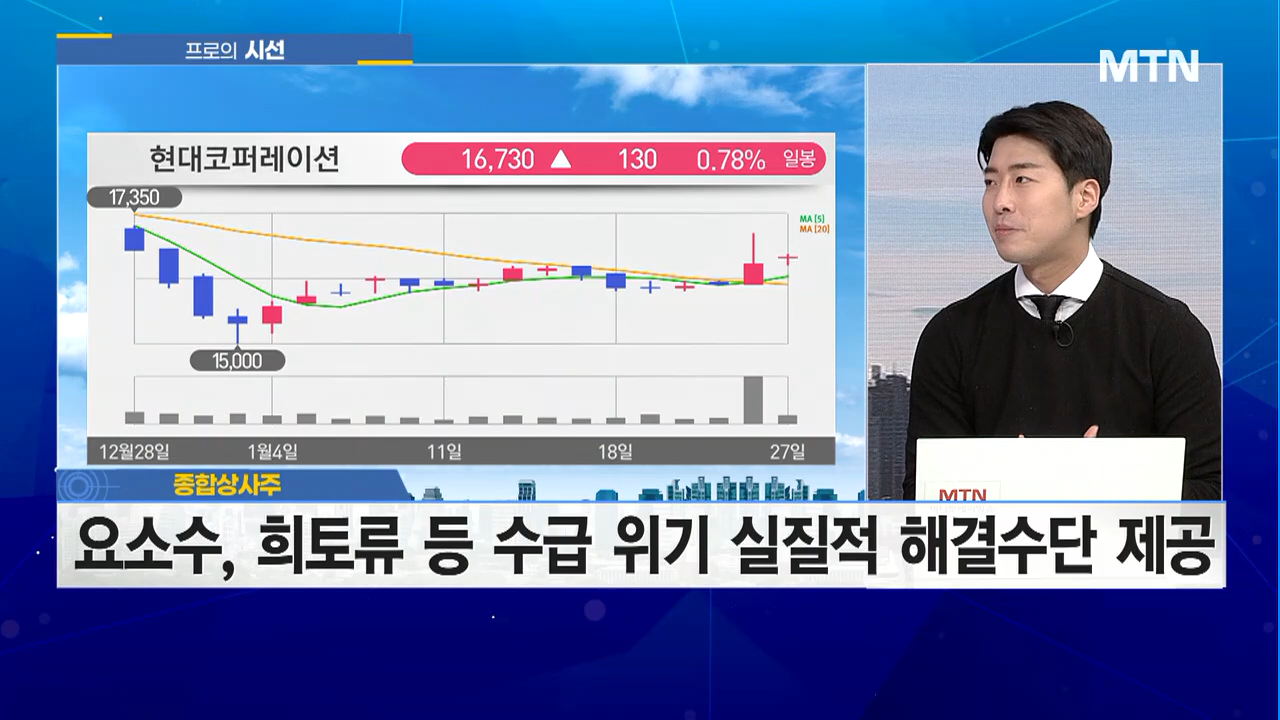 프로의 시선
MTN
현대코퍼레이션 16,730 ▲ 130 0.78% 일봉
17,350
MA [5]
MA [20]
15,000
12월28일 1월4일 11일 18일 27일
종합상사주
MTN
요소수, 희토류 등 수급 위기 실질적 해결수단 제공